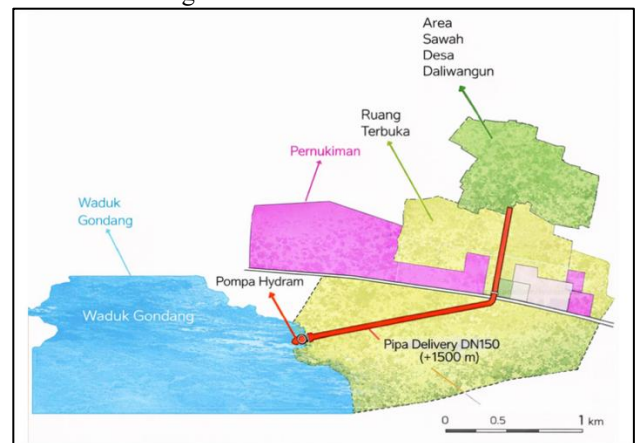 Area
Sawah
Desa
Daliwangun
Ruang
Terbuka
Pernukiman
Waduk
Gondang
Waduk Gondang
Pompa Hydram
Pipa Delivery DN150
(+1500 m)
0 0.5 1 km